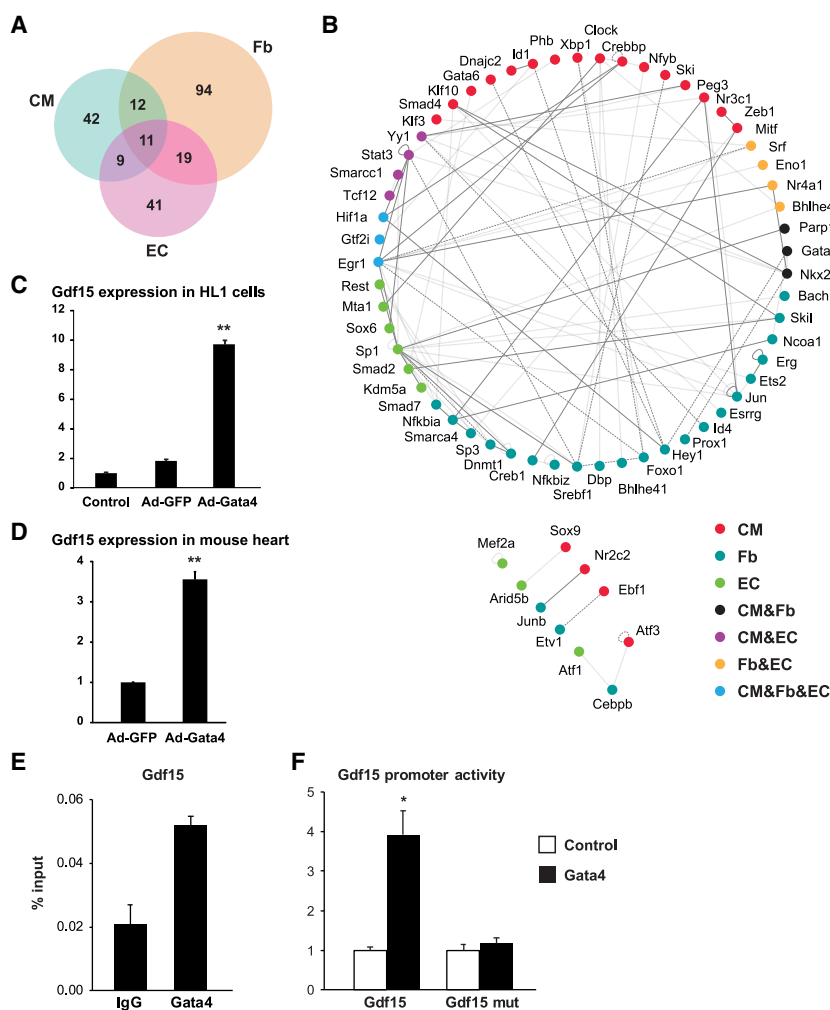 A
CM
Fb
EC
42
12
94
11
9
19
41
B
Clock
Crebbp
Xbp1
Nfyb
Phb
Ski
Id1
Peg3
Dnajc2
Nr3c1
Gata6
Zeb1
Klf10
Mitf
Smad4
Srf
Klf3
Eno1
Yy1
Nr4a1
Stat3
Bhlhe4
Smarcc1
Parp1
Tcf12
Gata
Hif1a
Nkx2
Gtf2i
Bach
Egr1
Skil
Rest
Ncoa1
Mta1
Erg
Sox6
Ets2
Sp1
Jun
Smad2
Esrrg
Kdm5a
Id4
Smad7
Prox1
Nfkbia
Hey1
Smarca4
Foxo1
Sp3
Bhlhe41
Dnmt1
Dbp
Creb1
Srebf1
Nfkbiz
Mef2a
Sox9
Arid5b
Nr2c2
Junb
Ebf1
Etv1
Atf3
Atf1
Cebpb
CM
Fb
EC
CM&Fb
CM&EC
Fb&EC
CM&Fb&EC
C
Gdf15 expression in HL1 cells
12
10
8
6
4
2
0
**
Control Ad-GFP Ad-Gata4
D
Gdf15 expression in mouse heart
4
3
2
1
0
**
Ad-GFP Ad-Gata4
E
Gdf15
% input
0.06
0.04
0.02
0.00
IgG Gata4
F
Gdf15 promoter activity
5
4
3
2
1
0
*
Control
Gata4
Gdf15 Gdf15 mut